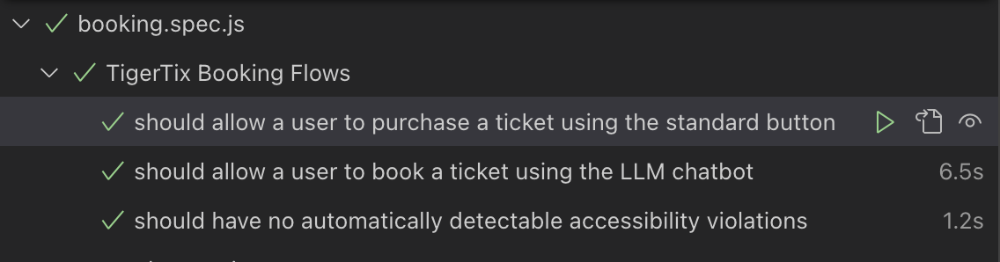 booking.spec.js
TigerTix Booking Flows
should allow a user to purchase a ticket using the standard button
should allow a user to book a ticket using the LLM chatbot 6.5s
should have no automatically detectable accessibility violations 1.2s